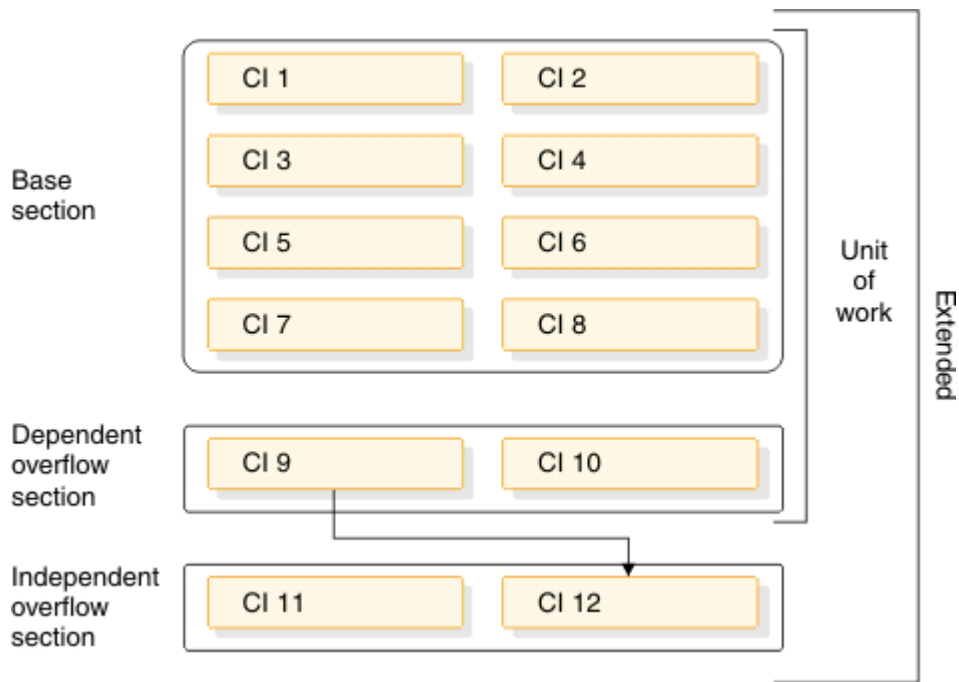 CI 1
CI 2
CI 3
CI 4
Base
section
CI 5
CI 6
CI 7
CI 8
Unit
of
work
Extended
Dependent
overflow
section
CI 9
CI 10
Independent
overflow
section
CI 11
CI 12